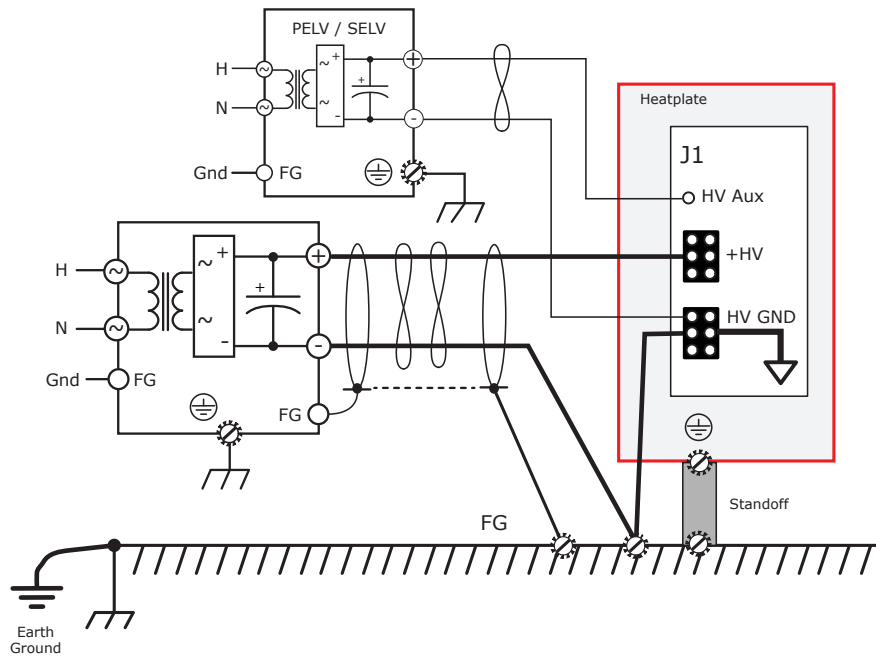 PELV / SELV
H
~
~
+
+
+
N
~
~
-
-
Gnd
FG
Heatplate
J1
HV Aux
+HV
HV GND
H
~
~
+
+
+
N
~
~
-
-
Gnd
FG
FG
Standoff
FG
Earth
Ground